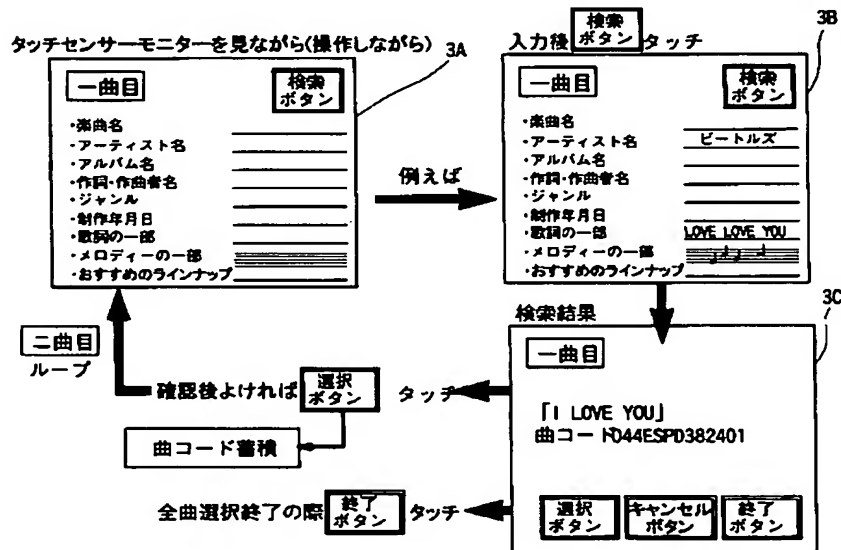 タッチセンサーモニターを見ながら(操作しながら)
3A
一曲目
検索
ボタン
・楽曲名
・アーティスト名
・アルバム名
・作詞・作曲者名
・ジャンル
・制作年月日
・歌詞の一部
・メロディーの一部
・おすすめのラインナップ
例えば
入力後 検索ボタン タッチ
3B
一曲目
検索
ボタン
・楽曲名
・アーティスト名 ビートルズ
・アルバム名
・作詞・作曲者名
・ジャンル
・制作年月日
・歌詞の一部 LOVE LOVE YOU
・メロディーの一部
・おすすめのラインナップ
検索結果
3C
一曲目
「I LOVE YOU」
曲コードD44ESPD382401
選択
ボタン
キャンセル
ボタン
終了
ボタン
二曲目
ループ
確認後よければ 選択ボタン タッチ
曲コード蓄積
全曲選択終了の際 終了ボタン タッチ